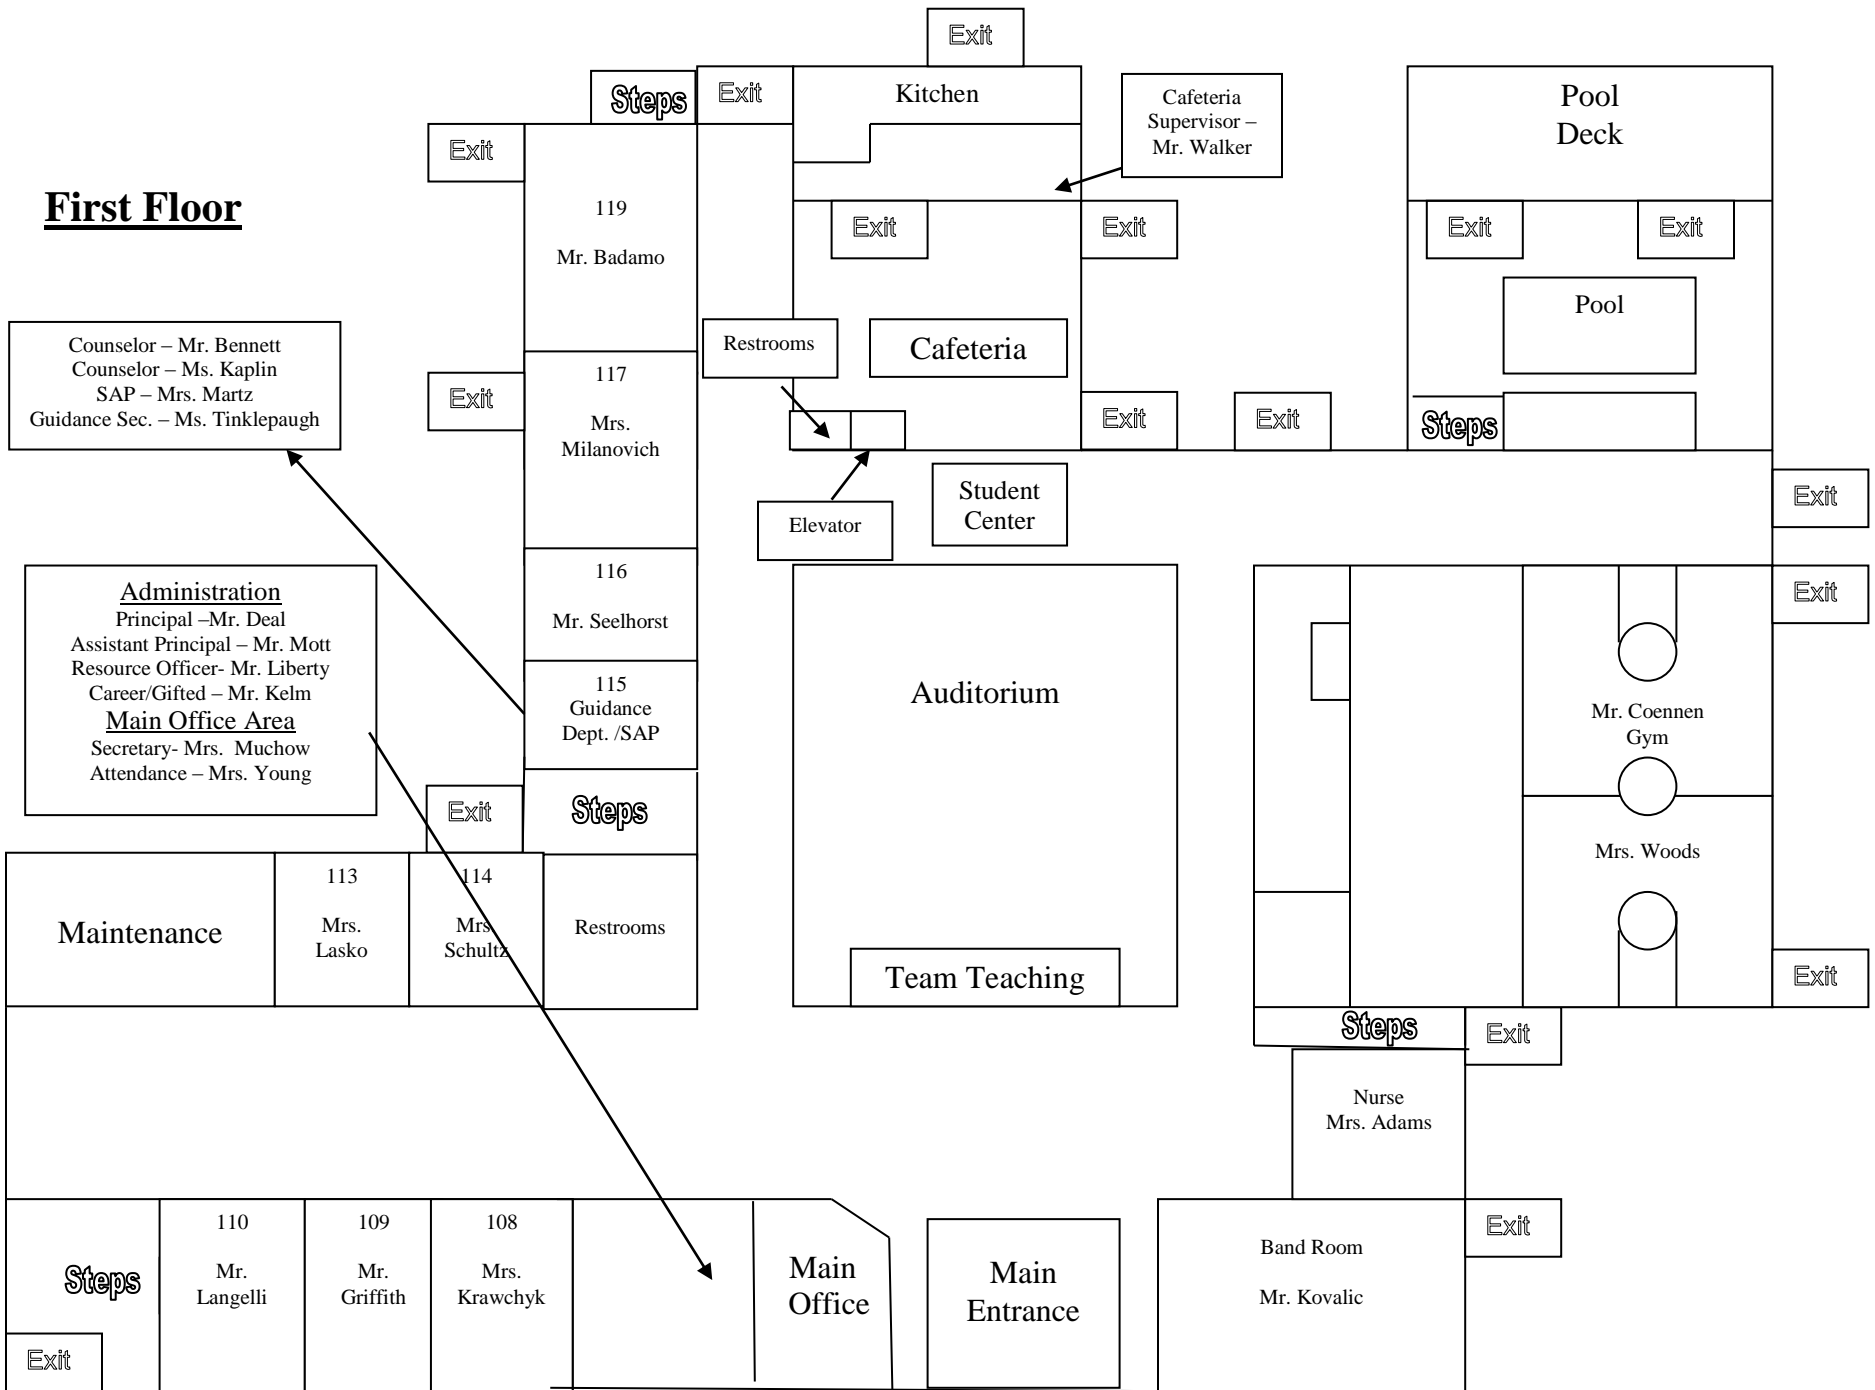 Exit
Steps
Exit
Kitchen
Cafeteria
Supervisor –
Mr. Walker
Pool
Deck
Exit
First Floor
119
Mr. Badamo
Exit
Exit
Exit
Exit
Pool
Counselor – Mr. Bennett
Counselor – Ms. Kaplin
SAP – Mrs. Martz
Guidance Sec. – Ms. Tinklepaugh
Exit
117
Mrs.
Milanovich
Restrooms
Cafeteria
Exit
Exit
Steps
Elevator
Student
Center
Exit
116
Mr. Seelhorst
Exit
Administration
Principal –Mr. Deal
Assistant Principal – Mr. Mott
Resource Officer- Mr. Liberty
Career/Gifted – Mr. Kelm
Main Office Area
Secretary- Mrs. Muchow
Attendance – Mrs. Young
115
Guidance
Dept. /SAP
Auditorium
Mr. Coennen
Gym
Exit
Steps
Mrs. Woods
Maintenance
113
Mrs.
Lasko
114
Mrs
Schultz
Restrooms
Team Teaching
Exit
Steps
Exit
Nurse
Mrs. Adams
Steps
110
Mr.
Langelli
109
Mr.
Griffith
108
Mrs.
Krawchyk
Main
Office
Main
Entrance
Band Room
Mr. Kovalic
Exit
Exit